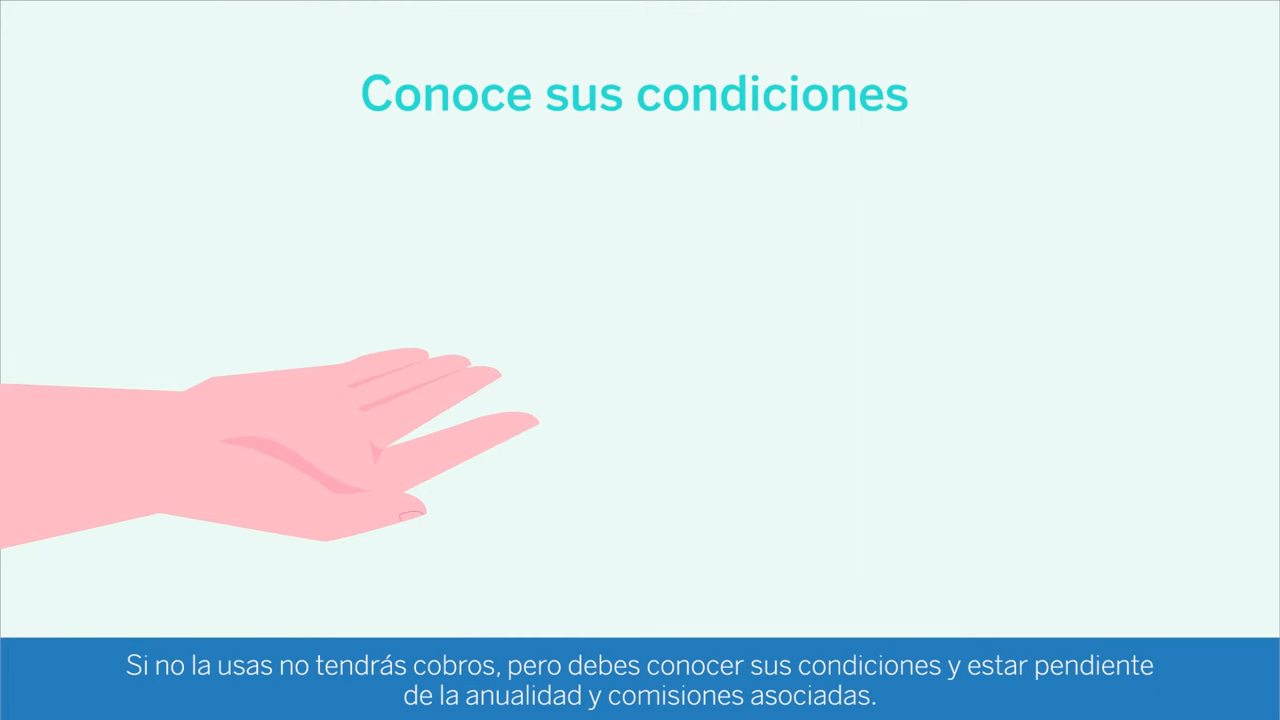 Conoce sus condiciones
Si no la usas no tendrás cobros, pero debes conocer sus condiciones y estar pendiente
de la anualidad y comisiones asociadas.